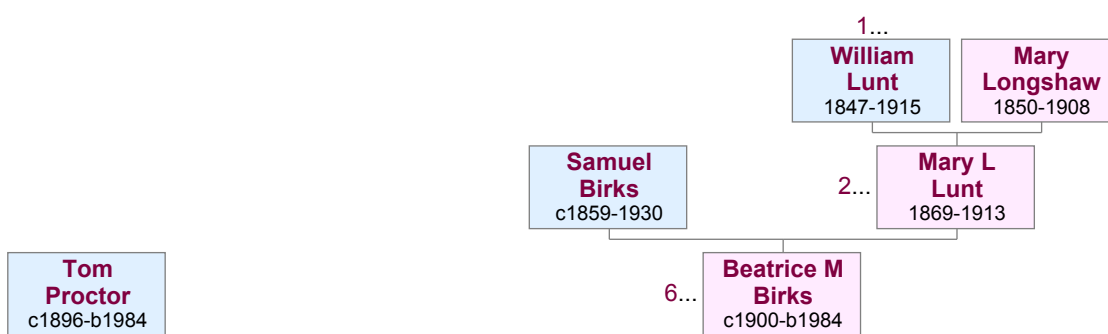 1...
William
Lunt
1847-1915
Mary
Longshaw
1850-1908
Samuel
Birks
c1859-1930
2...
Mary L
Lunt
1869-1913
Tom
Proctor
c1896-b1984
6...
Beatrice M
Birks
c1900-b1984